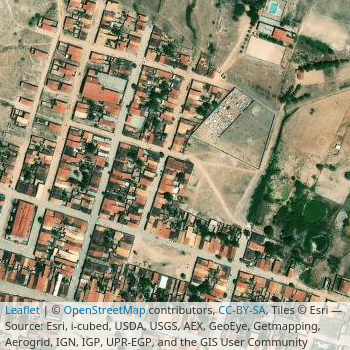 Leaflet | © OpenStreetMap contributors, CC-BY-SA, Tiles © Esri —
Source: Esri, i-cubed, USDA, USGS, AEX, GeoEye, Getmapping,
Aerogrid, IGN, IGP, UPR-EGP, and the GIS User Community